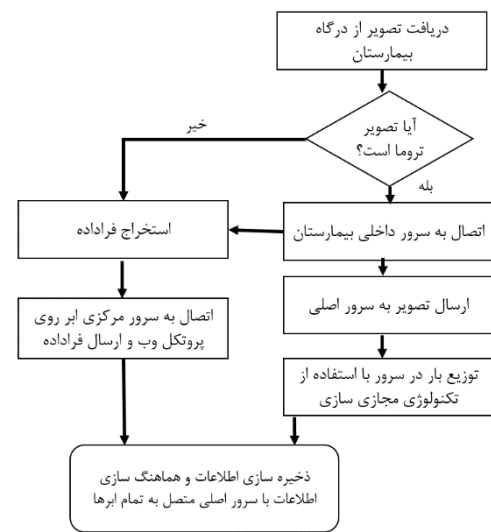 دریافت تصویر از درگاه
بیمارستان
آیا تصویر
تروما است؟
خیر
بله
اتصال به سرور داخلی بیمارستان
استخراج فراداده
ارسال تصویر به سرور اصلی
اتصال به سرور مرکزی ابر روی
پروتکل وب و ارسال فراداده
توزیع بار در سرور با استفاده از
تکنولوژی مجازی سازی
ذخیره سازی اطلاعات و هماهنگ سازی
اطلاعات با سرور اصلی متصل به تمام ابرها